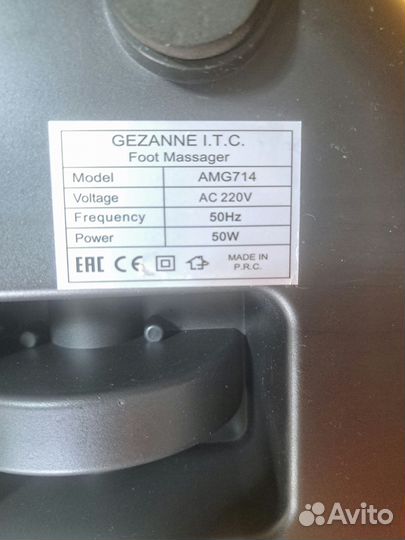 GEZANNE I.T.C.
Foot Massager
Model AMG714
Voltage AC 220V
Frequency 50Hz
Power 50W
EAC CE MADE IN
P.R.C.
Avito